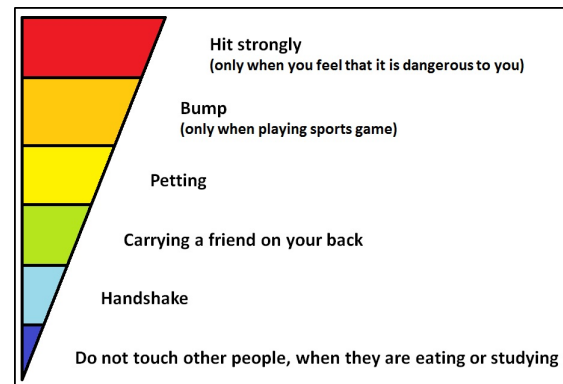 Hit strongly
(only when you feel that it is dangerous to you)
Bump
(only when playing sports game)
Petting
Carrying a friend on your back
Handshake
Do not touch other people, when they are eating or studying